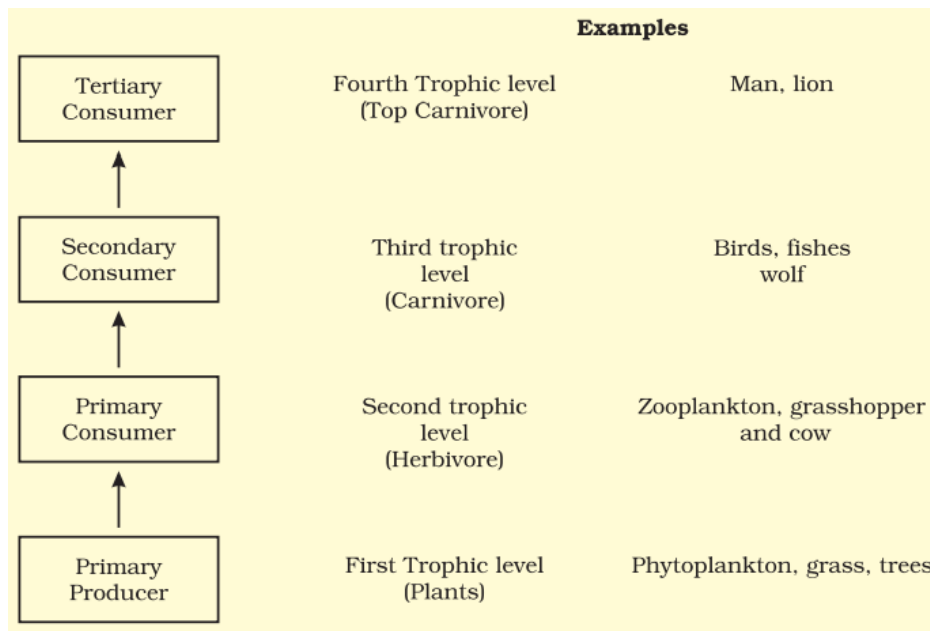 Examples
Tertiary
Consumer
Fourth Trophic level
(Top Carnivore)
Man, lion
Secondary
Consumer
Third trophic
level
(Carnivore)
Birds, fishes
wolf
Primary
Consumer
Second trophic
level
(Herbivore)
Zooplankton, grasshopper
and cow
Primary
Producer
First Trophic level
(Plants)
Phytoplankton, grass, trees